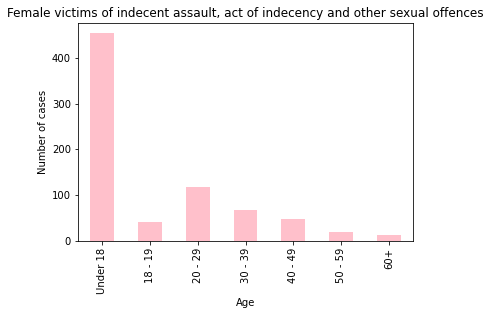 Female victims of indecent assault, act of indecency and other sexual offences
400
300
200
100
0
Number of cases
Under 18
18 - 19
20 - 29
30 - 39
40 - 49
50 - 59
60+
Age